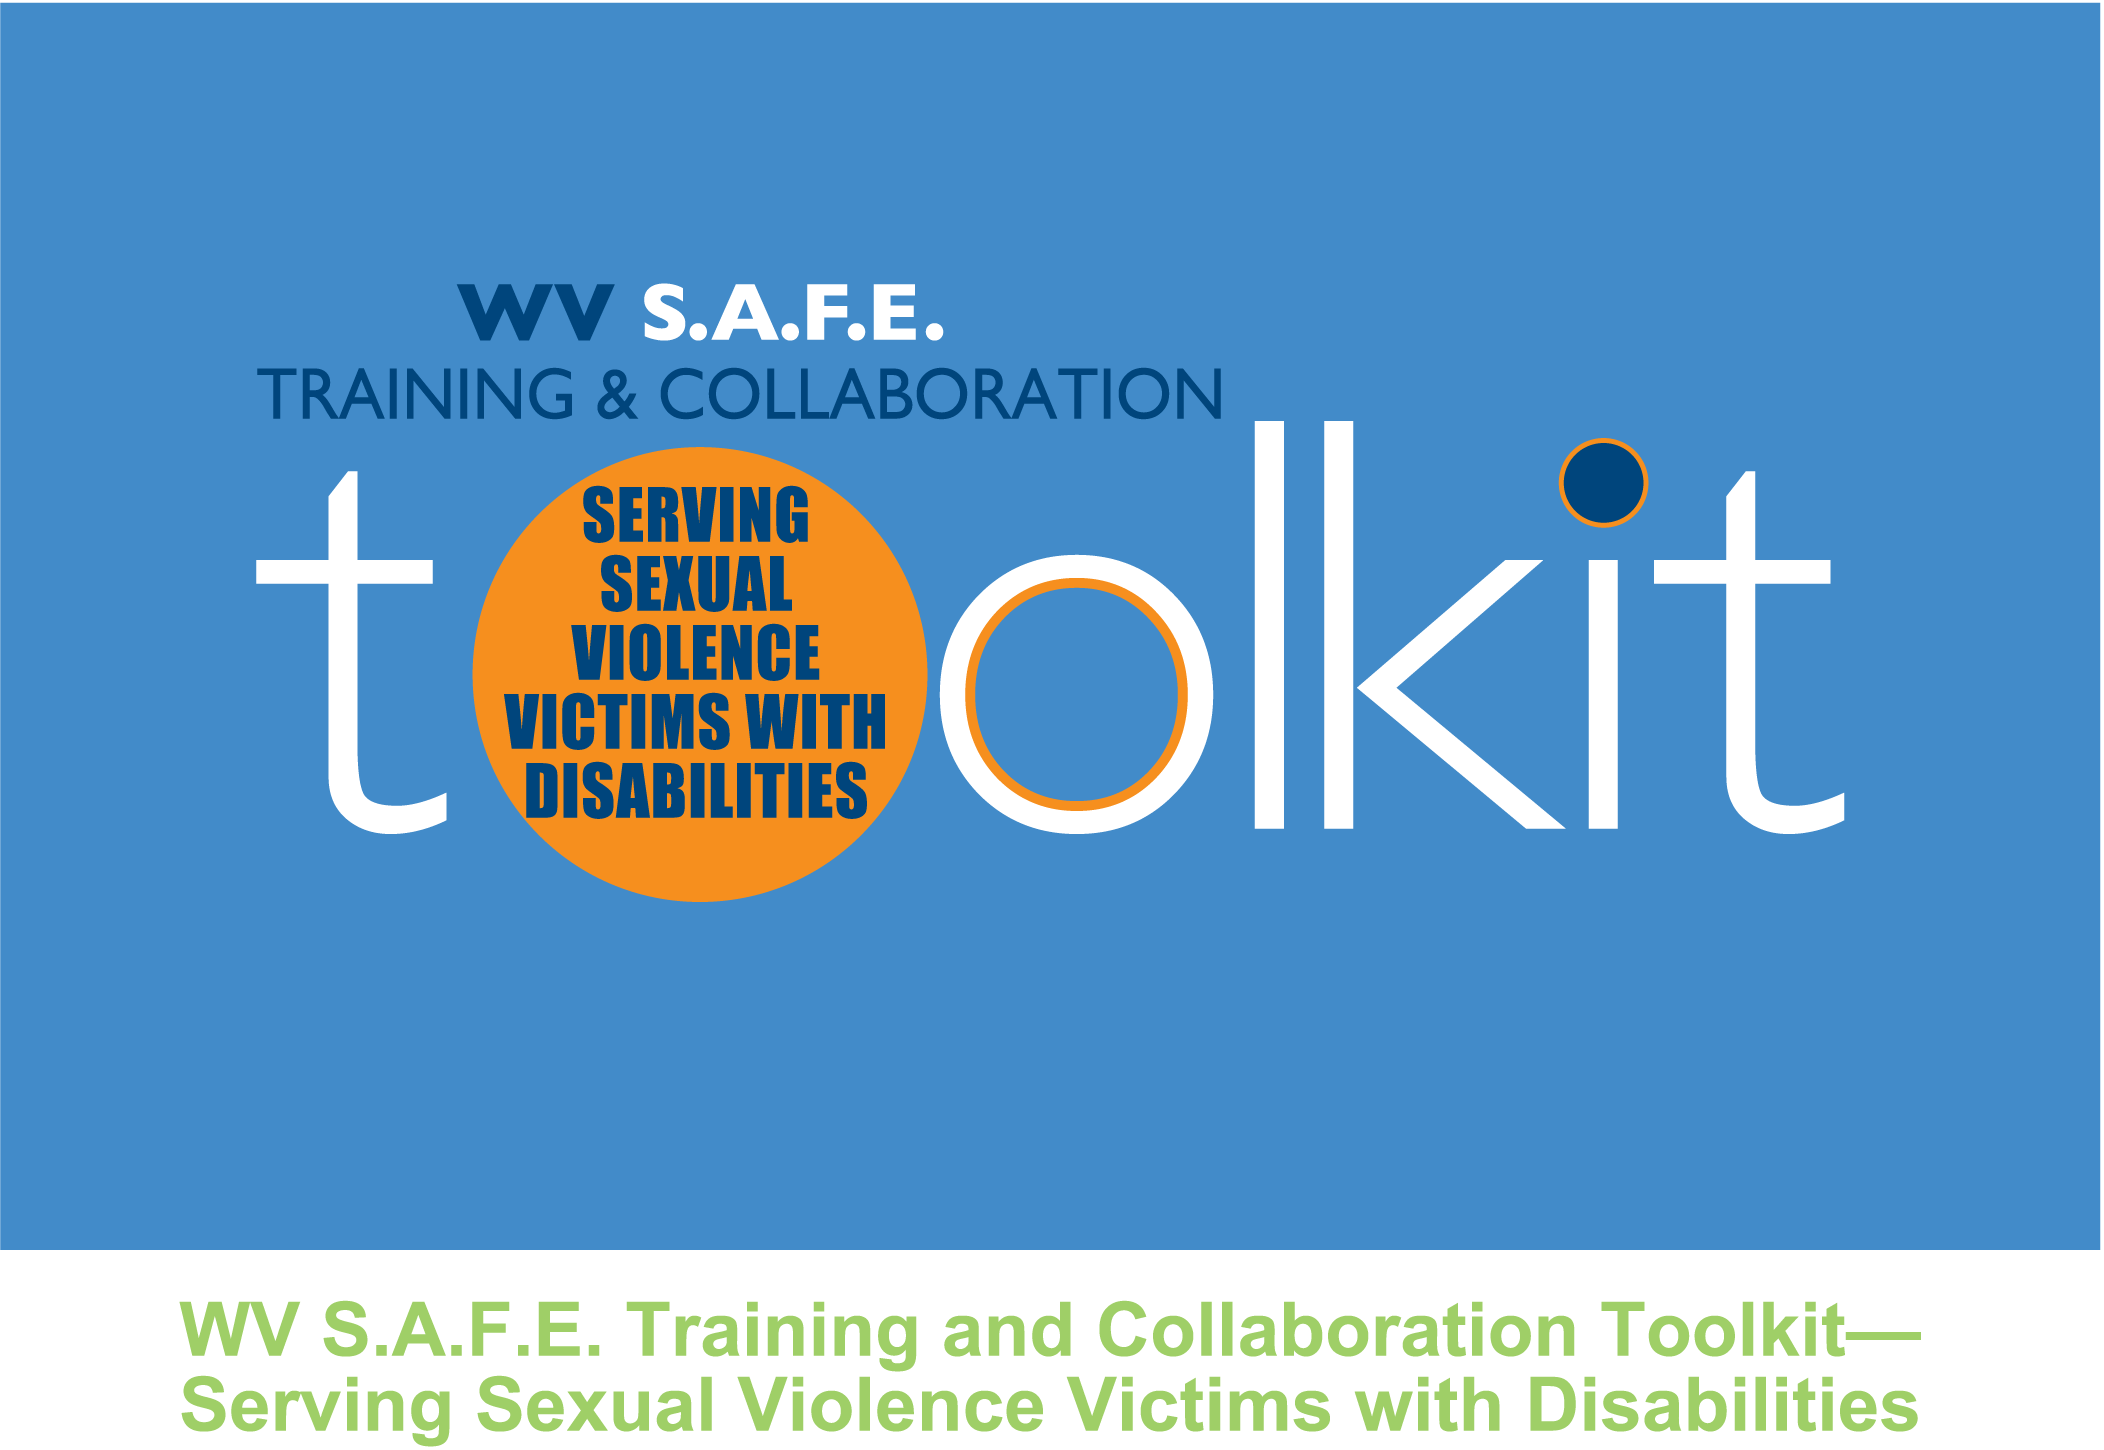 WV S.A.F.E.
TRAINING & COLLABORATION
toolkit
SERVING
SEXUAL
VIOLENCE
VICTIMS WITH
DISABILITIES
WV S.A.F.E. Training and Collaboration Toolkit—
Serving Sexual Violence Victims with Disabilities